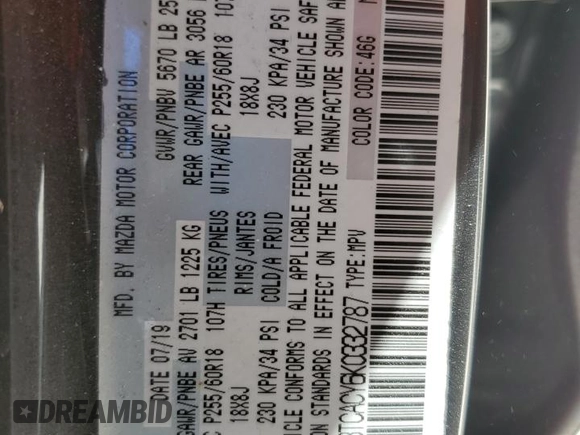 MFD. BY MAZDA MOTOR CORPORATION
DATE 07/19 GVWR/PNBV 5670 LB 25
GAWR/PNBE AV 2701 LB 1225 KG REAR GAWR/PNBE AR 3056
P255/60R18 107H TIRES/PNEUS WITH/AVEC P255/60R18 107
18X8J RIMS/JANTES 18X8J
230 KPA/34 PSI COLD/A FROID 230 KPA/34 PSI
CONFORMS TO ALL APPLICABLE FEDERAL MOTOR VEHICLE SAF
STANDARDS IN EFFECT ON THE DATE OF MANUFACTURE SHOWN
COLOR CODE: 46G
TCACY6K0332787 TYPE: MPV
DREAMBID